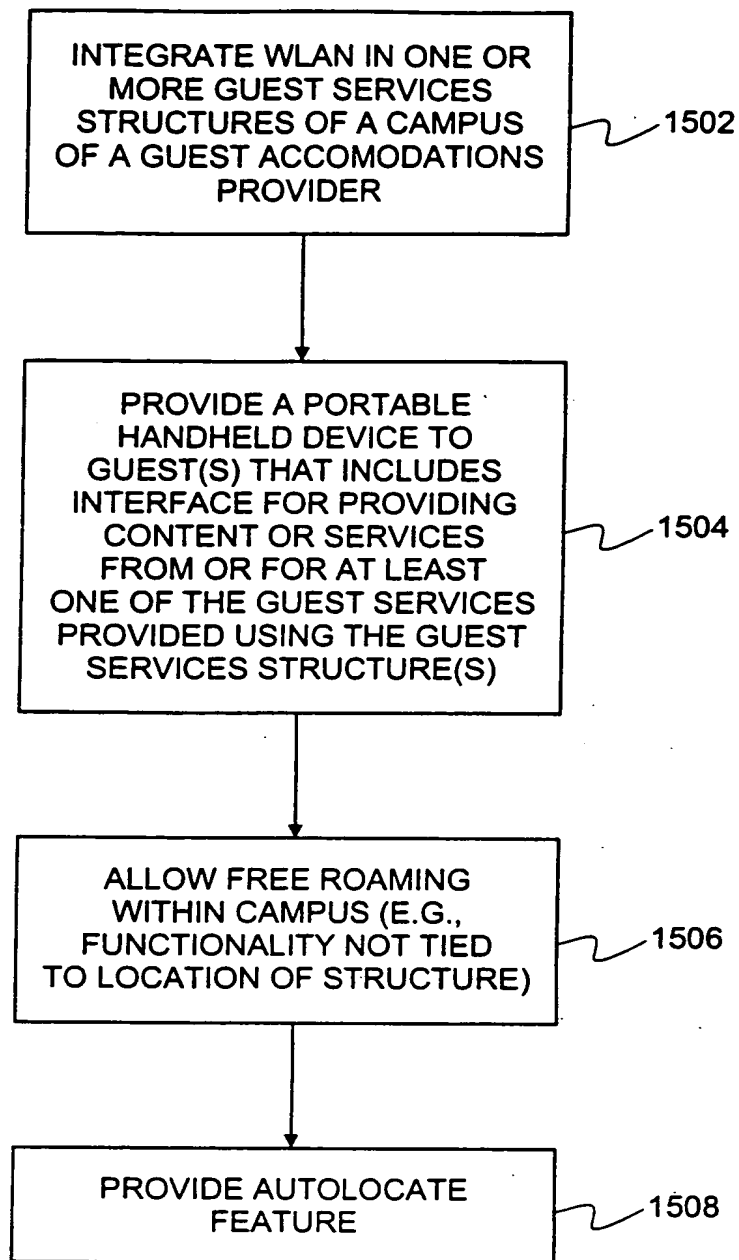 INTEGRATE WLAN IN ONE OR
MORE GUEST SERVICES
STRUCTURES OF A CAMPUS
OF A GUEST ACCOMODATIONS
PROVIDER
1502
PROVIDE A PORTABLE
HANDHELD DEVICE TO
GUEST(S) THAT INCLUDES
INTERFACE FOR PROVIDING
CONTENT OR SERVICES
FROM OR FOR AT LEAST
ONE OF THE GUEST SERVICES
PROVIDED USING THE GUEST
SERVICES STRUCTURE(S)
1504
ALLOW FREE ROAMING
WITHIN CAMPUS (E.G.,
FUNCTIONALITY NOT TIED
TO LOCATION OF STRUCTURE)
1506
PROVIDE AUTOLOCATE
FEATURE
1508